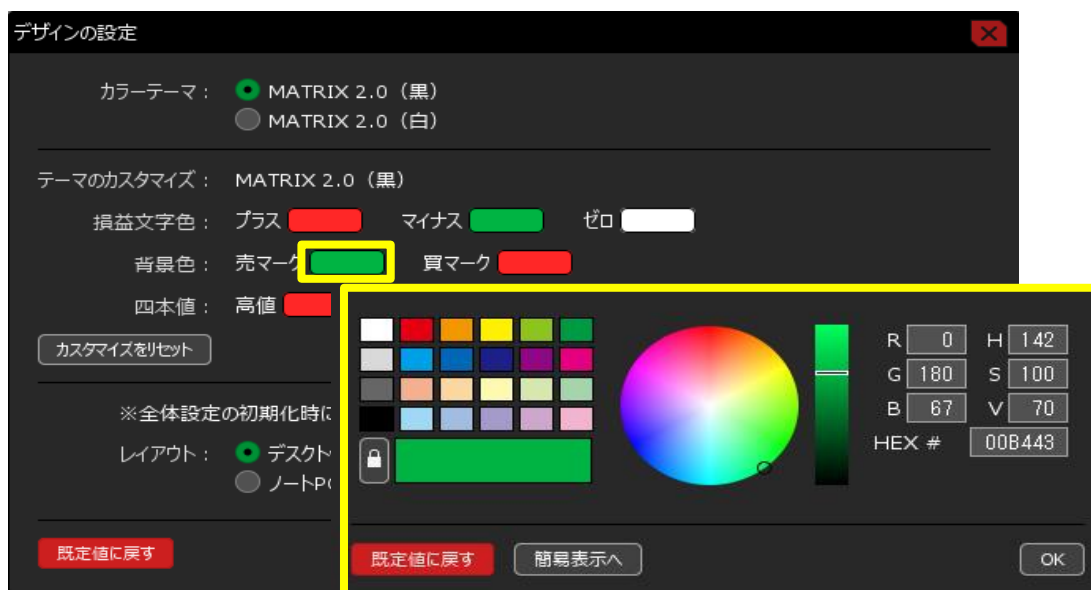 デザインの設定
カラーテーマ : MATRIX 2.0（黒）
MATRIX 2.0（白）
テーマのカスタマイズ : MATRIX 2.0（黒）
損益文字色 : プラス マイナス ゼロ
背景色 : 売マーク 買マーク
四本値 : 高値
カスタマイズをリセット
※全体設定の初期化時に
レイアウト : デスクト
ノートPC
既定値に戻す
R 0 H 142
G 180 S 100
B 67 V 70
HEX # 00B443
既定値に戻す 簡易表示へ OK